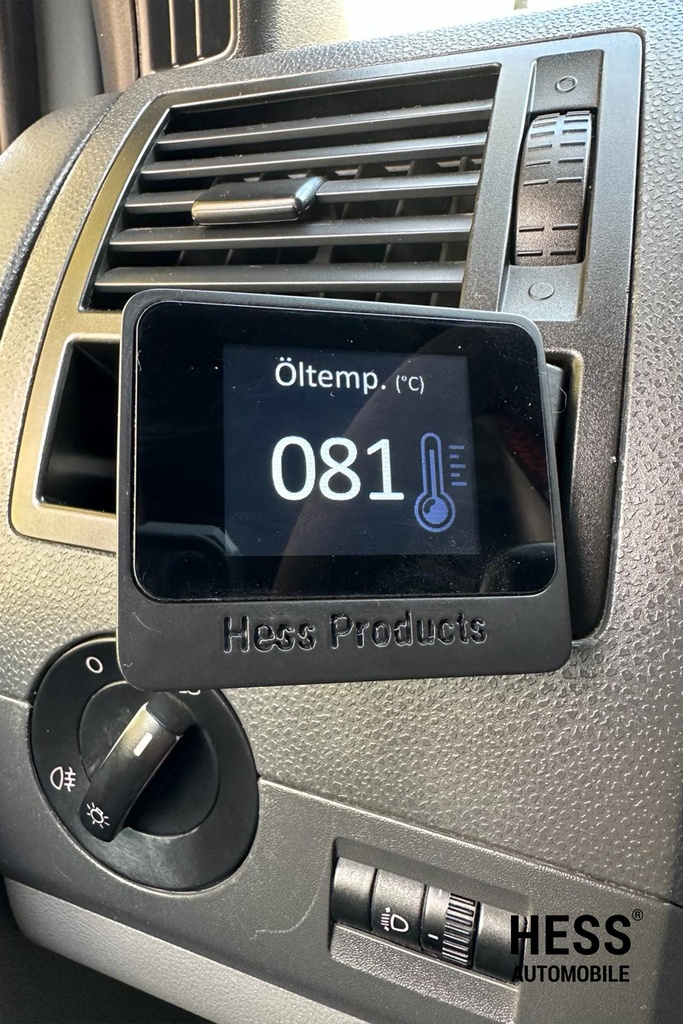 Öltemp. (°C)
081
Hess Products
HESS®
AUTOMOBILE